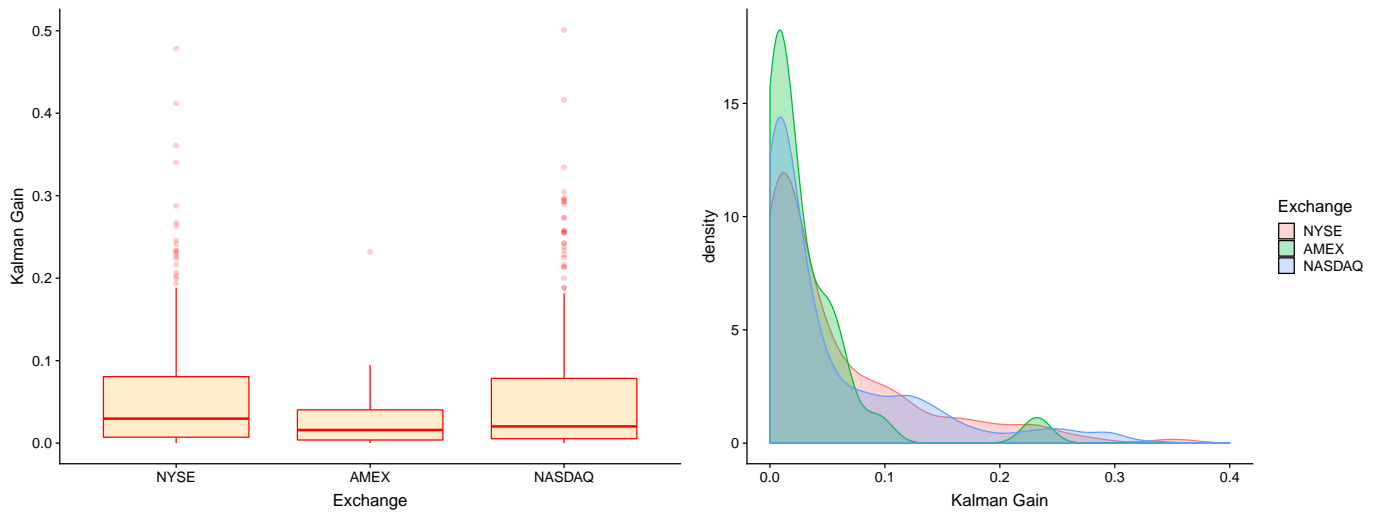 0.5
0.4
0.3
0.2
0.1
0.0
Kalman Gain
NYSE
AMEX
NASDAQ
Exchange
15
10
5
0
density
0.0
0.1
0.2
0.3
0.4
Kalman Gain
Exchange
NYSE
AMEX
NASDAQ